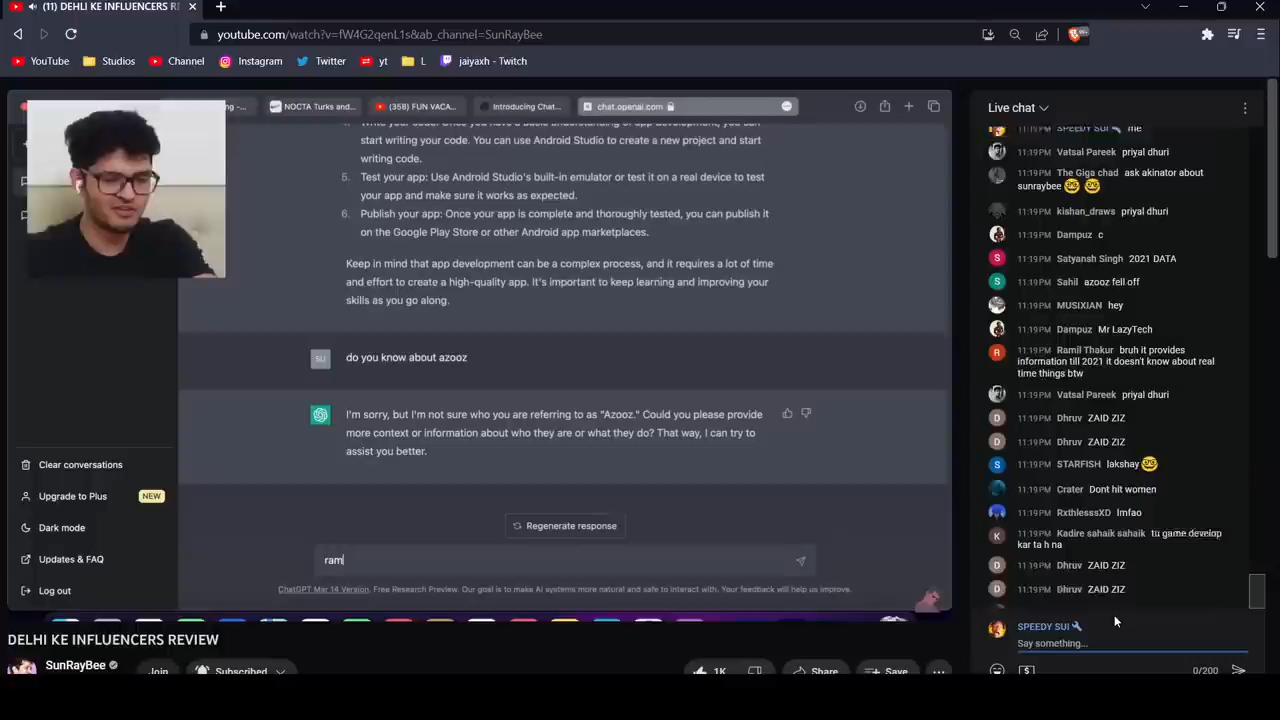 (11) DEHLI KE INFLUENCERS RE
youtube.com/watch?v=fW4G2qenL1s&ab_channel=SunRayBee
99+
YouTube Studios Channel Instagram Twitter yt L jaiyaxh - Twitch
NOCTA Turks and... (358) FUN VACA... Introducing Chat... chat.openai.com
start writing your code. You can use Android Studio to create a new project and start
writing code.
5. Test your app: Use Android Studio's built-in emulator or test it on a real device to test
your app and make sure it works as expected.
6. Publish your app: Once your app is complete and thoroughly tested, you can publish it
on the Google Play Store or other Android app marketplaces.
Keep in mind that app development can be a complex process, and it requires a lot of time
and effort to create a high-quality app. It's important to keep learning and improving your
skills as you go along.
SU do you know about azooz
I'm sorry, but I'm not sure who you are referring to as "Azooz." Could you please provide
more context or information about who they are or what they do? That way, I can try to
assist you better.
Clear conversations
Upgrade to Plus NEW
Dark mode
Updates & FAQ
Log out
Regenerate response
ram
ChatGPT Mar 14 Version. Free Research Preview. Our goal is to make AI systems more natural and safe to interact with. Your feedback will help us improve.
DELHI KE INFLUENCERS REVIEW
SunRayBee
Join Subscribed 1K Share Save
Live chat
11:19 PM SPEEDY SUI me
11:19 PM Vatsal Pareek priyal dhuri
11:19 PM The Giga chad ask akinator about
sunraybee
11:19 PM kishan_draws priyal dhuri
11:19 PM Dampuz c
11:19 PM Satyansh Singh 2021 DATA
11:19 PM Sahil azooz fell off
11:19 PM MUSIXIAN hey
11:19 PM Dampuz Mr LazyTech
11:19 PM Ramil Thakur bruh it provides
information till 2021 it doesn't know about real
time things btw
11:19 PM Vatsal Pareek priyal dhuri
11:19 PM Dhruv ZAID ZIZ
11:19 PM Dhruv ZAID ZIZ
11:19 PM STARFISH lakshay
11:19 PM Crater Dont hit women
11:19 PM RxthlesssXD lmfao
11:19 PM Kadire sahaik sahaik tu game develop
kar ta h na
11:19 PM Dhruv ZAID ZIZ
11:19 PM Dhruv ZAID ZIZ
SPEEDY SUI
Say something...
0/200